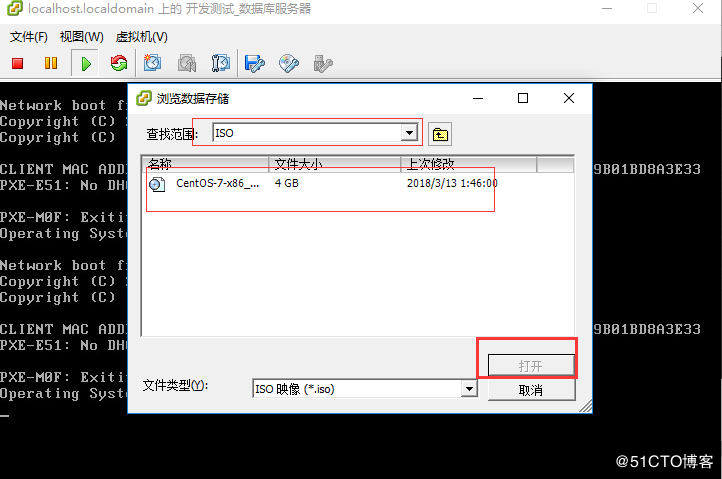 localhost.localdomain 上的 开发测试_数据库服务器
文件(F) 视图(W) 虚拟机(V)
浏览数据存储
查找范围: ISO
名称 文件大小 上次修改
CentOS-7-x86_... 4 GB 2018/3/13 1:46:00
打开
文件类型(Y): ISO 映像 (*.iso)
取消
Network boot f
Copyright (C)
Copyright (C)
CLIENT MAC ADD 9B01BD8A3E33
PXE-E51: No DH
PXE-M0F: Exiti
Operating Syst
Network boot f
Copyright (C)
Copyright (C)
CLIENT MAC ADD 9B01BD8A3E33
PXE-E51: No DH
PXE-M0F: Exiti
Operating Syst
@51CTO博客